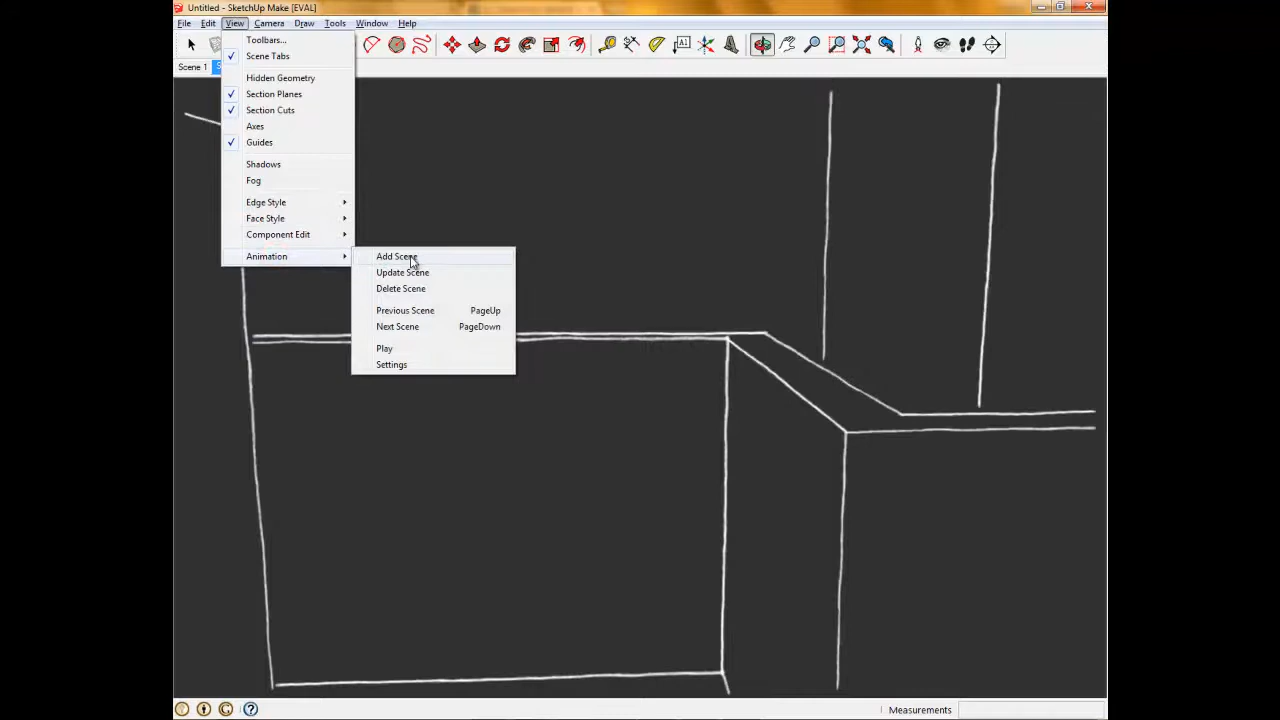 Untitled - SketchUp Make [EVAL]
File Edit View Camera Draw Tools Window Help
A1
Scene 1
Toolbars...
Scene Tabs
Hidden Geometry
Section Planes
Section Cuts
Axes
Guides
Shadows
Fog
Edge Style
Face Style
Component Edit
Animation
Add Scene
Update Scene
Delete Scene
Previous Scene PageUp
Next Scene PageDown
Play
Settings
Measurements